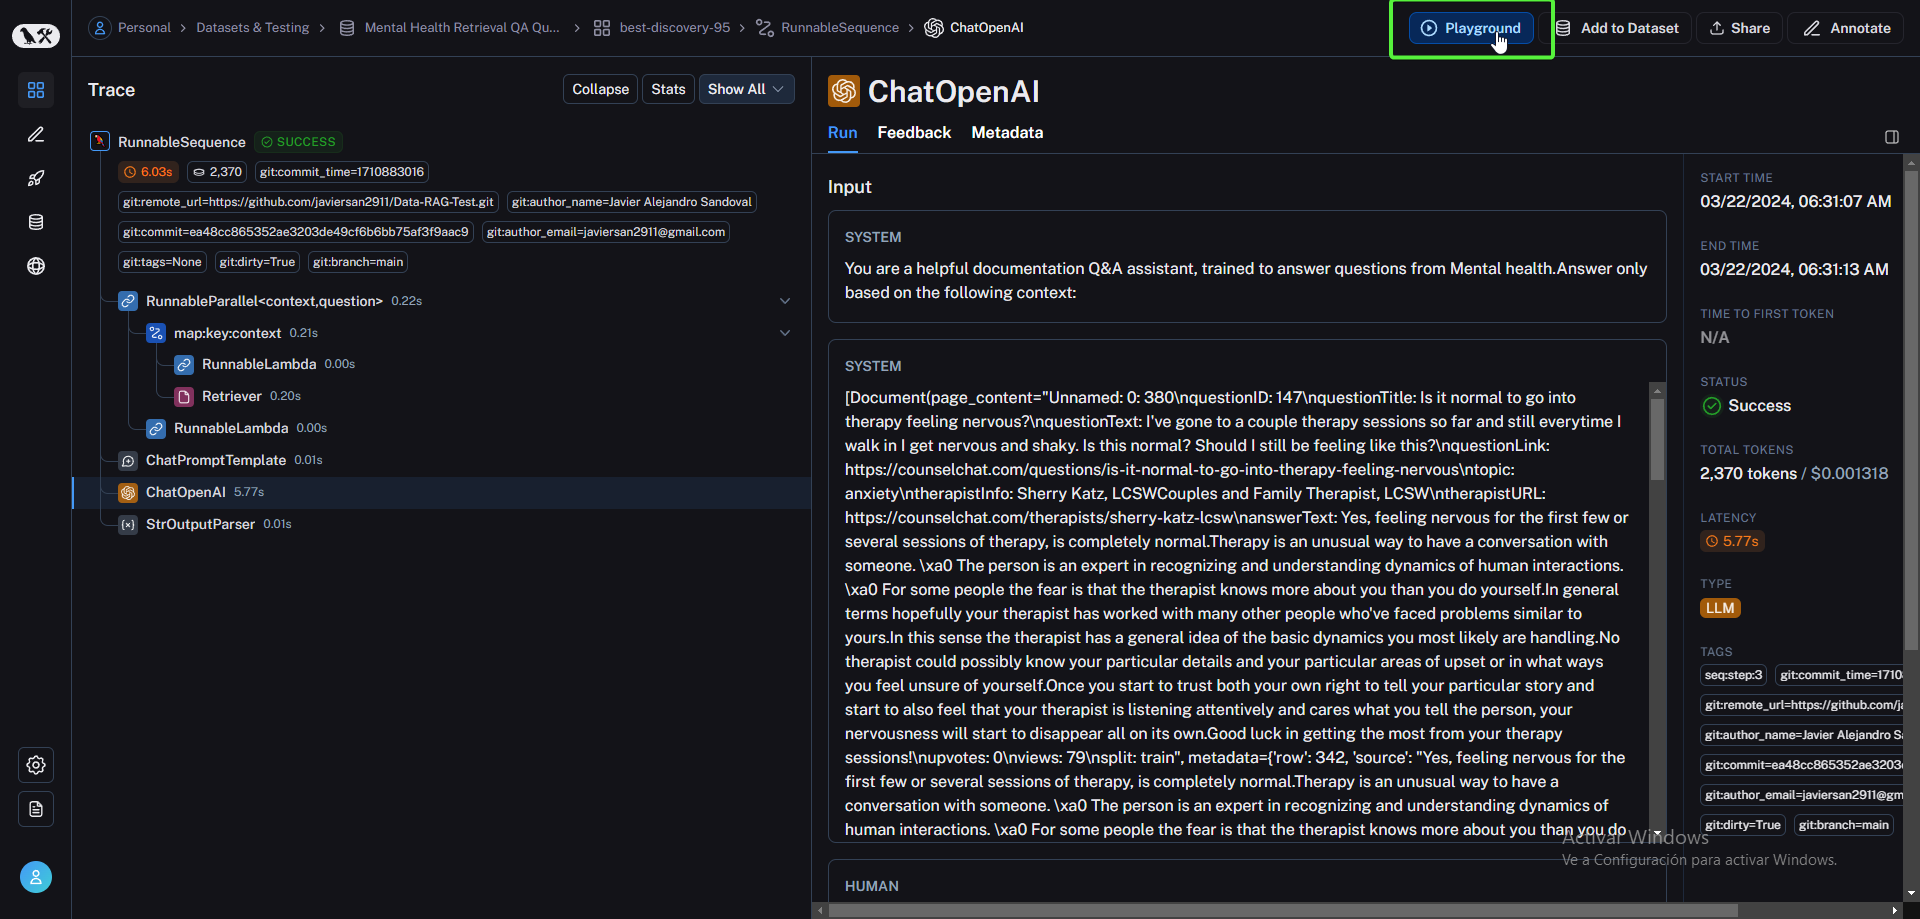 Personal > Datasets & Testing > Mental Health Retrieval QA Qu... > best-discovery-95 > RunnableSequence > ChatOpenAI
Playground
Add to Dataset
Share
Annotate
Trace
Collapse
Stats
Show All
RunnableSequence SUCCESS
6.03s 2,370 git:commit_time=1710883016
git:remote_url=https://github.com/javiersan2911/Data-RAG-Test.git git:author_name=Javier Alejandro Sandoval
git:commit=ea48cc865352ae3203de49cf6b6bb75af3f9aac9 git:author_email=javiersan2911@gmail.com
git:tags=None git:dirty=True git:branch=main
RunnableParallel<context,question> 0.22s
map:key:context 0.21s
RunnableLambda 0.00s
Retriever 0.20s
RunnableLambda 0.00s
ChatPromptTemplate 0.01s
ChatOpenAI 5.77s
StrOutputParser 0.01s
ChatOpenAI
Run Feedback Metadata
Input
SYSTEM
You are a helpful documentation Q&A assistant, trained to answer questions from Mental health.Answer only
based on the following context:
SYSTEM
[Document(page_content="Unnamed: 0: 380\nquestionID: 147\nquestionTitle: Is it normal to go into
therapy feeling nervous?\nquestionText: I've gone to a couple therapy sessions so far and still everytime I
walk in I get nervous and shaky. Is this normal? Should I still be feeling like this?\nquestionLink:
https://counselchat.com/questions/is-it-normal-to-go-into-therapy-feeling-nervous\ntopic:
anxiety\ntherapistInfo: Sherry Katz, LCSWCouples and Family Therapist, LCSW\ntherapistURL:
https://counselchat.com/therapists/sherry-katz-lcsw\nanswerText: Yes, feeling nervous for the first few or
several sessions of therapy, is completely normal.Therapy is an unusual way to have a conversation with
someone. \xa0 The person is an expert in recognizing and understanding dynamics of human interactions.
\xa0 For some people the fear is that the therapist knows more about you than you do yourself.In general
terms hopefully your therapist has worked with many other people who've faced problems similar to
yours.In this sense the therapist has a general idea of the basic dynamics you most likely are handling.No
therapist could possibly know your particular details and your particular areas of upset or in what ways
you feel unsure of yourself.Once you start to trust both your own right to tell your particular story and
start to also feel that your therapist is listening attentively and cares what you tell the person, your
nervousness will start to disappear all on its own.Good luck in getting the most from your therapy
sessions!\nupvotes: 0\nviews: 79\nsplit: train", metadata={'row': 342, 'source': "Yes, feeling nervous for the
first few or several sessions of therapy, is completely normal.Therapy is an unusual way to have a
conversation with someone. \xa0 The person is an expert in recognizing and understanding dynamics of
human interactions. \xa0 For some people the fear is that the therapist knows more about you than you do
HUMAN
START TIME
03/22/2024, 06:31:07 AM
END TIME
03/22/2024, 06:31:13 AM
TIME TO FIRST TOKEN
N/A
STATUS
Success
TOTAL TOKENS
2,370 tokens / $0.001318
LATENCY
5.77s
TYPE
LLM
TAGS
seq:step:3 git:commit_time=1710
git:remote_url=https://github.com/ja
git:author_name=Javier Alejandro Sa
git:commit=ea48cc865352ae3203
git:author_email=javiersan2911@gm
git:dirty=True git:branch=main
Activar Windows
Ve a Configuración para activar Windows.